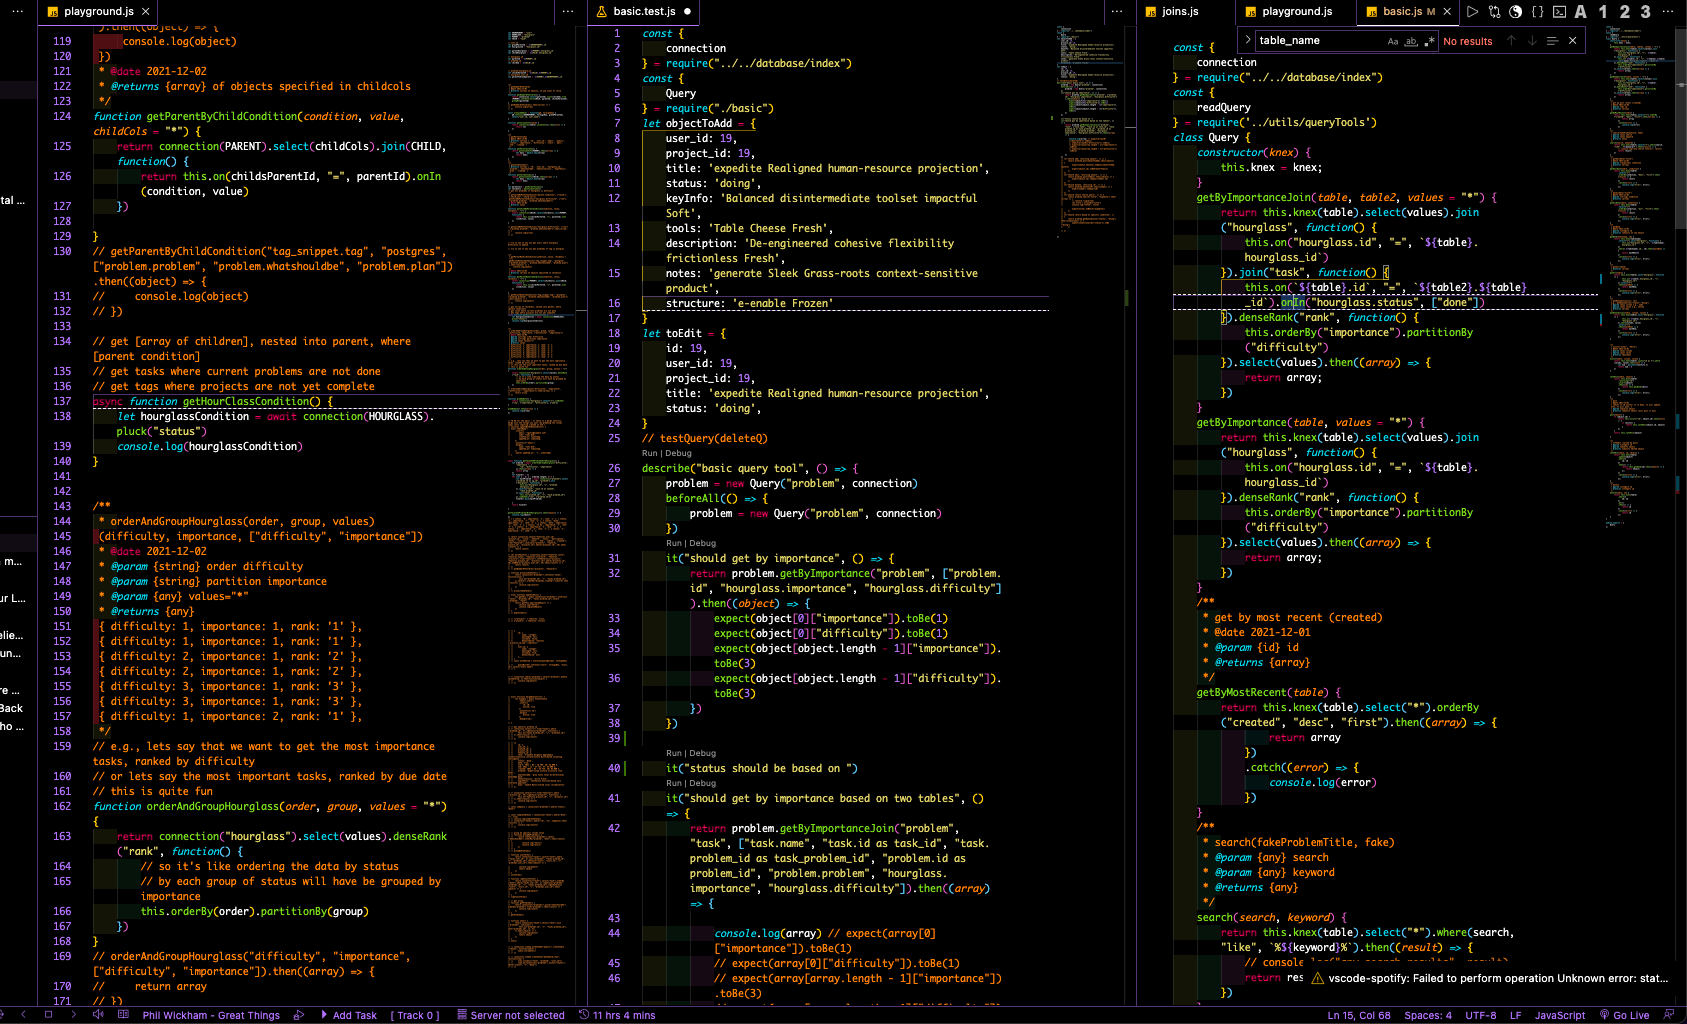 playground.js
basic.test.js
joins.js
playground.js
basic.js M
A 1 2 3
tal ...
m...
ur L...
elie...
un...
re ...
Back
ho ...
).then((object) => {
119 console.log(object)
120 })
121 * @date 2021-12-02
122 * @returns {array} of objects specified in childcols
123 */
124 function getParentByChildCondition(condition, value,
childCols = "*") {
125 return connection(PARENT).select(childCols).join(CHILD,
function() {
126 return this.on(childsParentId, "=", parentId).onIn
(condition, value)
127 })
128
129 }
130 // getParentByChildCondition("tag_snippet.tag", "postgres",
["problem.problem", "problem.whatshouldbe", "problem.plan"])
.then((object) => {
131 // console.log(object)
132 // })
133
134 // get [array of children], nested into parent, where
[parent condition]
135 // get tasks where current problems are not done
136 // get tags where projects are not yet complete
137 async function getHourClassCondition() {
138 let hourglassCondition = await connection(HOURGLASS).
pluck("status")
139 console.log(hourglassCondition)
140 }
141
142
143 /**
144 * orderAndGroupHourglass(order, group, values)
145 (difficulty, importance, ["difficulty", "importance"])
146 * @date 2021-12-02
147 * @param {string} order difficulty
148 * @param {string} partition importance
149 * @param {any} values="*"
150 * @returns {any}
151 { difficulty: 1, importance: 1, rank: '1' },
152 { difficulty: 1, importance: 1, rank: '1' },
153 { difficulty: 2, importance: 1, rank: '2' },
154 { difficulty: 2, importance: 1, rank: '2' },
155 { difficulty: 3, importance: 1, rank: '3' },
156 { difficulty: 3, importance: 1, rank: '3' },
157 { difficulty: 1, importance: 2, rank: '1' },
158 */
159 // e.g., lets say that we want to get the most importance
tasks, ranked by difficulty
160 // or lets say the most important tasks, ranked by due date
161 // this is quite fun
162 function orderAndGroupHourglass(order, group, values = "*")
{
163 return connection("hourglass").select(values).denseRank
("rank", function() {
164 // so it's like ordering the data by status
165 // by each group of status will have be grouped by
importance
166 this.orderBy(order).partitionBy(group)
167 })
168 }
169 // orderAndGroupHourglass("difficulty", "importance",
["difficulty", "importance"]).then((array) => {
170 // return array
171 // })
1 const {
2 connection
3 } = require("../../database/index")
4 const {
5 Query
6 } = require("./basic")
7 let objectToAdd = {
8 user_id: 19,
9 project_id: 19,
10 title: 'expedite Realigned human-resource projection',
11 status: 'doing',
12 keyInfo: 'Balanced disintermediate toolset impactful
Soft',
13 tools: 'Table Cheese Fresh',
14 description: 'De-engineered cohesive flexibility
frictionless Fresh',
15 notes: 'generate Sleek Grass-roots context-sensitive
product',
16 structure: 'e-enable Frozen'
17 }
18 let toEdit = {
19 id: 19,
20 user_id: 19,
21 project_id: 19,
22 title: 'expedite Realigned human-resource projection',
23 status: 'doing',
24 }
25 // testQuery(deleteQ)
Run | Debug
26 describe("basic query tool", () => {
27 problem = new Query("problem", connection)
28 beforeAll(() => {
29 problem = new Query("problem", connection)
30 })
Run | Debug
31 it("should get by importance", () => {
32 return problem.getByImportance("problem", ["problem.
id", "hourglass.importance", "hourglass.difficulty"]
).then((object) => {
33 expect(object[0]["importance"]).toBe(1)
34 expect(object[0]["difficulty"]).toBe(1)
35 expect(object[object.length - 1]["importance"]).
toBe(3)
36 expect(object[object.length - 1]["difficulty"]).
toBe(3)
37 })
38 })
39
Run | Debug
40 it("status should be based on ")
Run | Debug
41 it("should get by importance based on two tables", ()
=> {
42 return problem.getByImportanceJoin("problem",
"task", ["task.name", "task.id as task_id", "task.
problem_id as task_problem_id", "problem.id as
problem_id", "problem.problem", "hourglass.
importance", "hourglass.difficulty"]).then((array)
=> {
43
44 console.log(array) // expect(array[0]
["importance"]).toBe(1)
45 // expect(array[0]["difficulty"]).toBe(1)
46 // expect(array[array.length - 1]["importance"])
.toBe(3)
table_name
Aa ab .*
No results
const {
connection
} = require("../../database/index")
const {
readQuery
} = require('../utils/queryTools')
class Query {
constructor(knex) {
this.knex = knex;
}
getByImportanceJoin(table, table2, values = "*") {
return this.knex(table).select(values).join
("hourglass", function() {
this.on("hourglass.id", "=", `${table}.
hourglass_id`)
}).join("task", function() {
this.on(`${table}.id`, "=", `${table2}.${table}
_id`).onIn("hourglass.status", ["done"])
}).denseRank("rank", function() {
this.orderBy("importance").partitionBy
("difficulty")
}).select(values).then((array) => {
return array;
})
}
getByImportance(table, values = "*") {
return this.knex(table).select(values).join
("hourglass", function() {
this.on("hourglass.id", "=", `${table}.
hourglass_id`)
}).denseRank("rank", function() {
this.orderBy("importance").partitionBy
("difficulty")
}).select(values).then((array) => {
return array;
})
}
/**
* get by most recent (created)
* @date 2021-12-01
* @param {id} id
* @returns {array}
*/
getByMostRecent(table) {
return this.knex(table).select("*").orderBy
("created", "desc", "first").then((array) => {
return array
})
.catch((error) => {
console.log(error)
})
}
/**
* search(fakeProblemTitle, fake)
* @param {any} search
* @param {any} keyword
* @returns {any}
*/
search(search, keyword) {
return this.knex(table).select("*").where(search,
"like", `%${keyword}%`).then((result) => {
// console.log("any search results", result)
return res
})
vscode-spotify: Failed to perform operation Unknown error: stat...
Phil Wickham - Great Things
Add Task
[ Track 0 ]
Server not selected
11 hrs 4 mins
Ln 15, Col 68
Spaces: 4
UTF-8
LF
JavaScript
Go Live